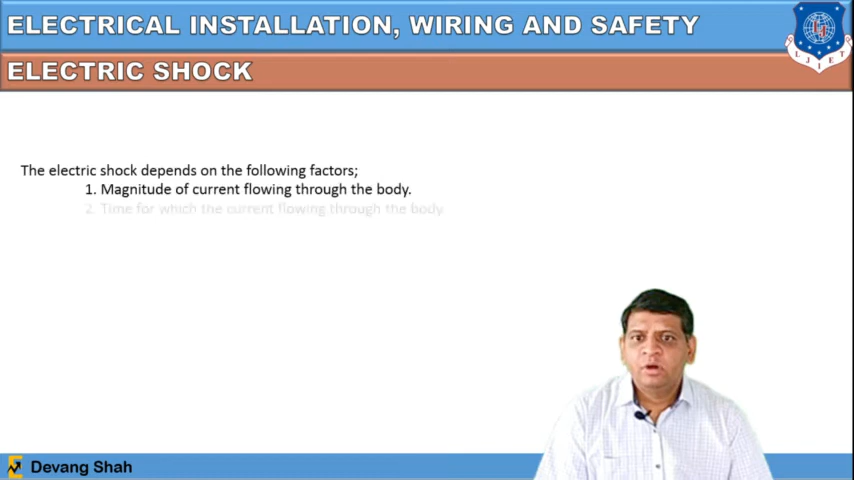 ELECTRICAL INSTALLATION, WIRING AND SAFETY
ELECTRIC SHOCK
LJIET
The electric shock depends on the following factors;
1. Magnitude of current flowing through the body.
2. Time for which the current flowing through the body.
Devang Shah